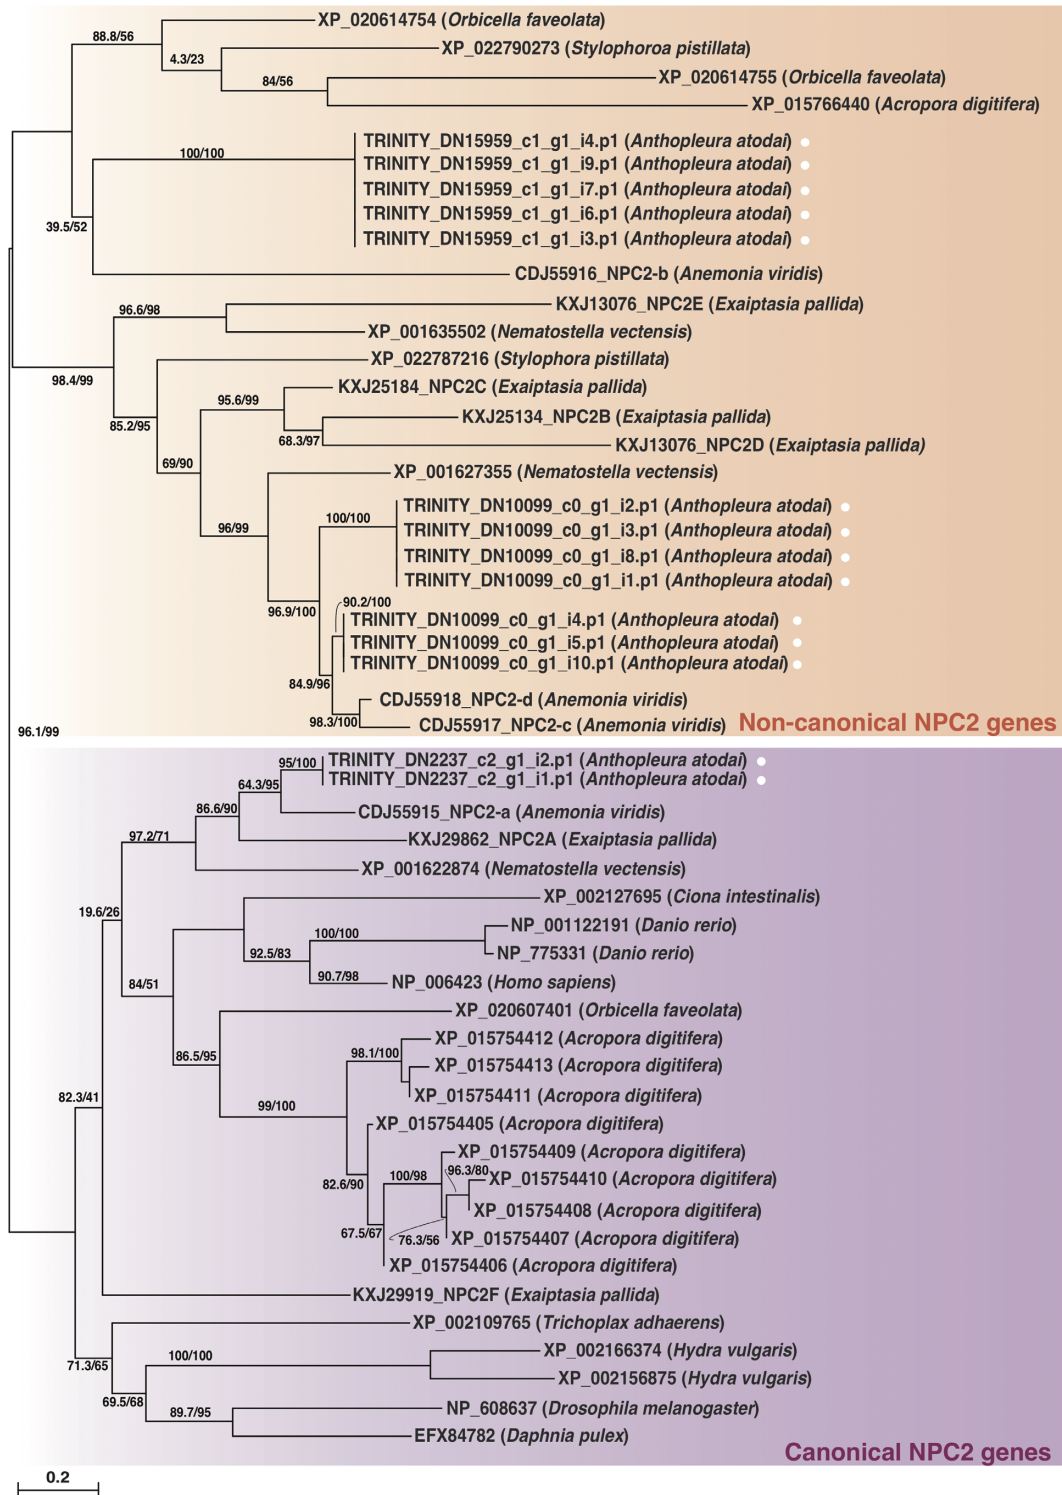 XP_020614754 (Orbicella faveolata)
88.8/56
XP_022790273 (Stylophoroa pistillata)
4.3/23
XP_020614755 (Orbicella faveolata)
84/56
XP_015766440 (Acropora digitifera)
TRINITY_DN15959_c1_g1_i4.p1 (Anthopleura atodai)
100/100
TRINITY_DN15959_c1_g1_i9.p1 (Anthopleura atodai)
TRINITY_DN15959_c1_g1_i7.p1 (Anthopleura atodai)
TRINITY_DN15959_c1_g1_i6.p1 (Anthopleura atodai)
39.5/52
TRINITY_DN15959_c1_g1_i3.p1 (Anthopleura atodai)
CDJ55916_NPC2-b (Anemonia viridis)
KXJ13076_NPC2E (Exaiptasia pallida)
96.6/98
XP_001635502 (Nematostella vectensis)
XP_022787216 (Stylophora pistillata)
98.4/99
KXJ25184_NPC2C (Exaiptasia pallida)
95.6/99
KXJ25134_NPC2B (Exaiptasia pallida)
85.2/95
68.3/97
KXJ13076_NPC2D (Exaiptasia pallida)
69/90
XP_001627355 (Nematostella vectensis)
TRINITY_DN10099_c0_g1_i2.p1 (Anthopleura atodai)
100/100
96/99
TRINITY_DN10099_c0_g1_i3.p1 (Anthopleura atodai)
TRINITY_DN10099_c0_g1_i8.p1 (Anthopleura atodai)
TRINITY_DN10099_c0_g1_i1.p1 (Anthopleura atodai)
90.2/100
96.9/100
TRINITY_DN10099_c0_g1_i4.p1 (Anthopleura atodai)
TRINITY_DN10099_c0_g1_i5.p1 (Anthopleura atodai)
TRINITY_DN10099_c0_g1_i10.p1 (Anthopleura atodai)
84.9/96
CDJ55918_NPC2-d (Anemonia viridis)
98.3/100
CDJ55917_NPC2-c (Anemonia viridis)
Non-canonical NPC2 genes
96.1/99
TRINITY_DN2237_c2_g1_i2.p1 (Anthopleura atodai)
95/100
TRINITY_DN2237_c2_g1_i1.p1 (Anthopleura atodai)
64.3/95
86.6/90
CDJ55915_NPC2-a (Anemonia viridis)
97.2/71
KXJ29862_NPC2A (Exaiptasia pallida)
XP_001622874 (Nematostella vectensis)
XP_002127695 (Ciona intestinalis)
19.6/26
NP_001122191 (Danio rerio)
100/100
92.5/83
NP_775331 (Danio rerio)
90.7/98
84/51
NP_006423 (Homo sapiens)
XP_020607401 (Orbicella faveolata)
XP_015754412 (Acropora digitifera)
98.1/100
86.5/95
XP_015754413 (Acropora digitifera)
82.3/41
XP_015754411 (Acropora digitifera)
99/100
XP_015754405 (Acropora digitifera)
XP_015754409 (Acropora digitifera)
96.3/80
100/98
XP_015754410 (Acropora digitifera)
82.6/90
XP_015754408 (Acropora digitifera)
67.5/67
76.3/56
XP_015754407 (Acropora digitifera)
XP_015754406 (Acropora digitifera)
KXJ29919_NPC2F (Exaiptasia pallida)
XP_002109765 (Trichoplax adhaerens)
XP_002166374 (Hydra vulgaris)
100/100
71.3/65
XP_002156875 (Hydra vulgaris)
69.5/68
NP_608637 (Drosophila melanogaster)
89.7/95
EFX84782 (Daphnia pulex)
Canonical NPC2 genes
0.2